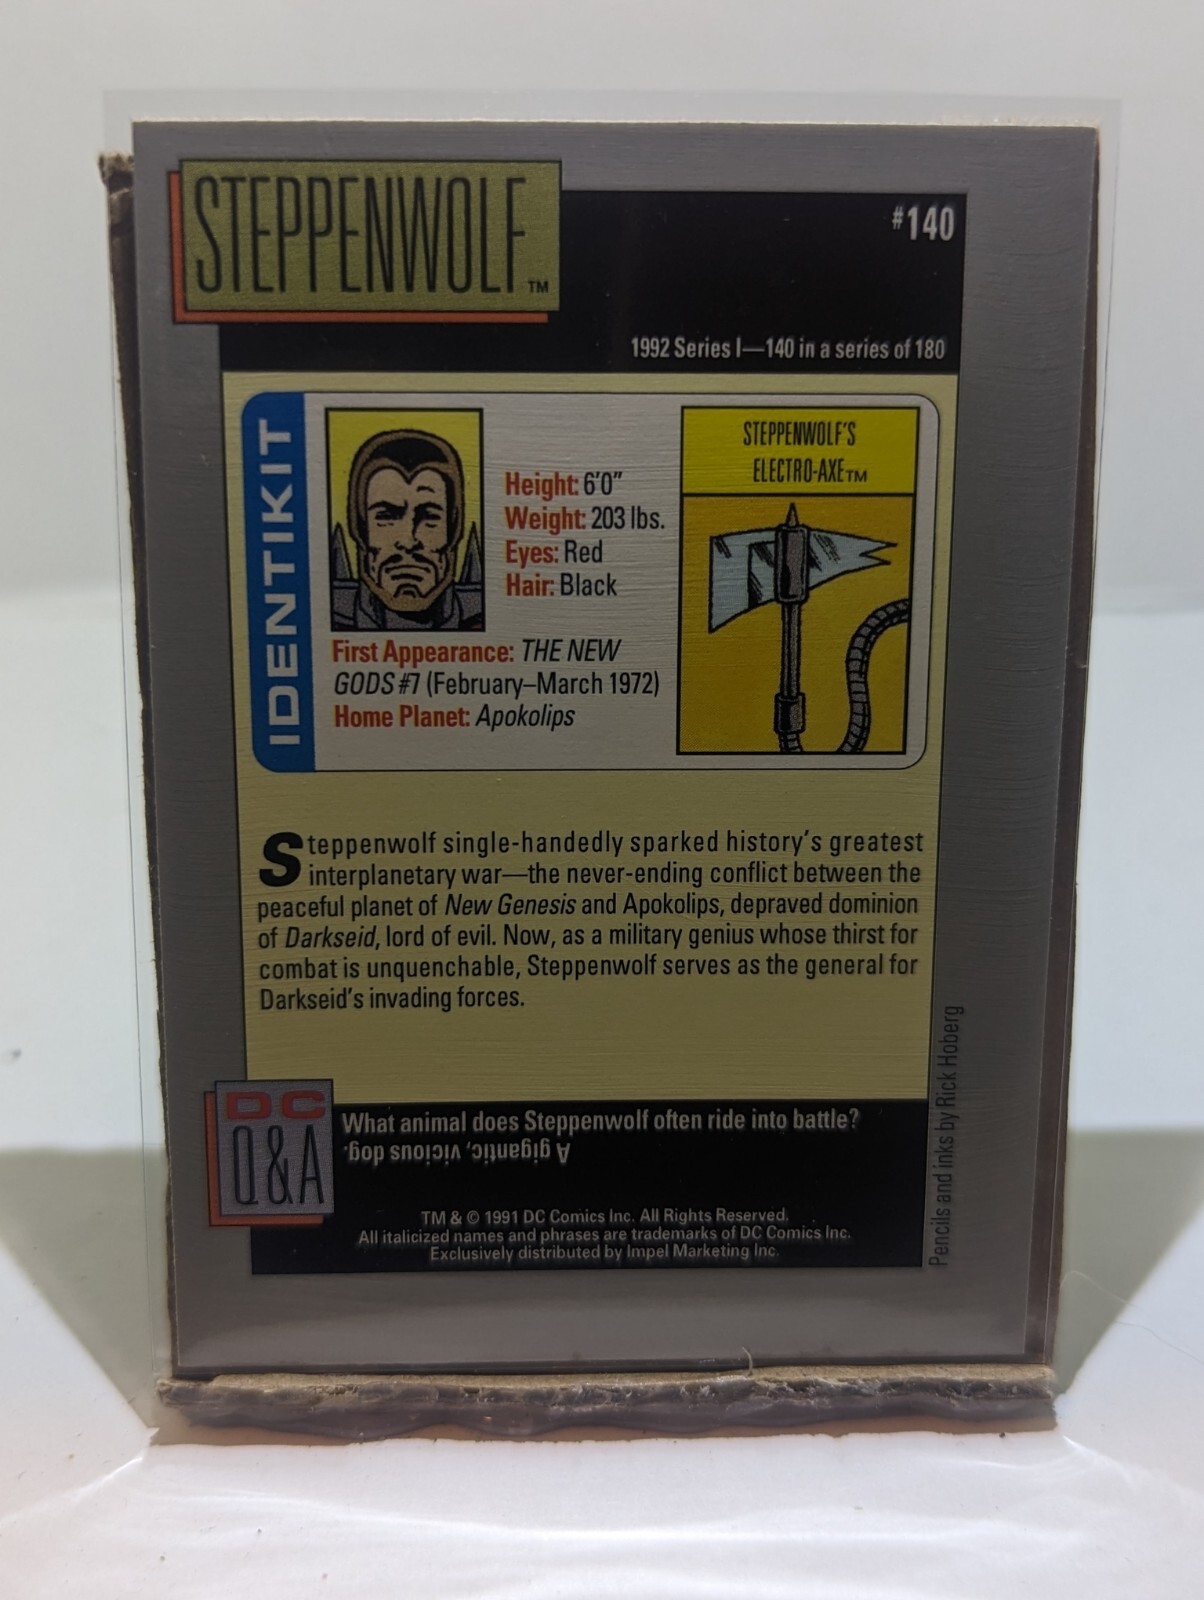 STEPPENWOLF™
#140
1992 Series I—140 in a series of 180
IDENTIKIT
Height: 6'0"
Weight: 203 lbs.
Eyes: Red
Hair: Black
First Appearance: THE NEW
GODS #7 (February–March 1972)
Home Planet: Apokolips
STEPPENWOLF'S
ELECTRO-AXE™
Steppenwolf single-handedly sparked history's greatest
interplanetary war—the never-ending conflict between the
peaceful planet of New Genesis and Apokolips, depraved dominion
of Darkseid, lord of evil. Now, as a military genius whose thirst for
combat is unquenchable, Steppenwolf serves as the general for
Darkseid's invading forces.
DC
Q&A
What animal does Steppenwolf often ride into battle?
A gigantic, vicious dog.
TM & © 1991 DC Comics Inc. All Rights Reserved.
All italicized names and phrases are trademarks of DC Comics Inc.
Exclusively distributed by Impel Marketing Inc.
Pencils and inks by Rick Hoberg